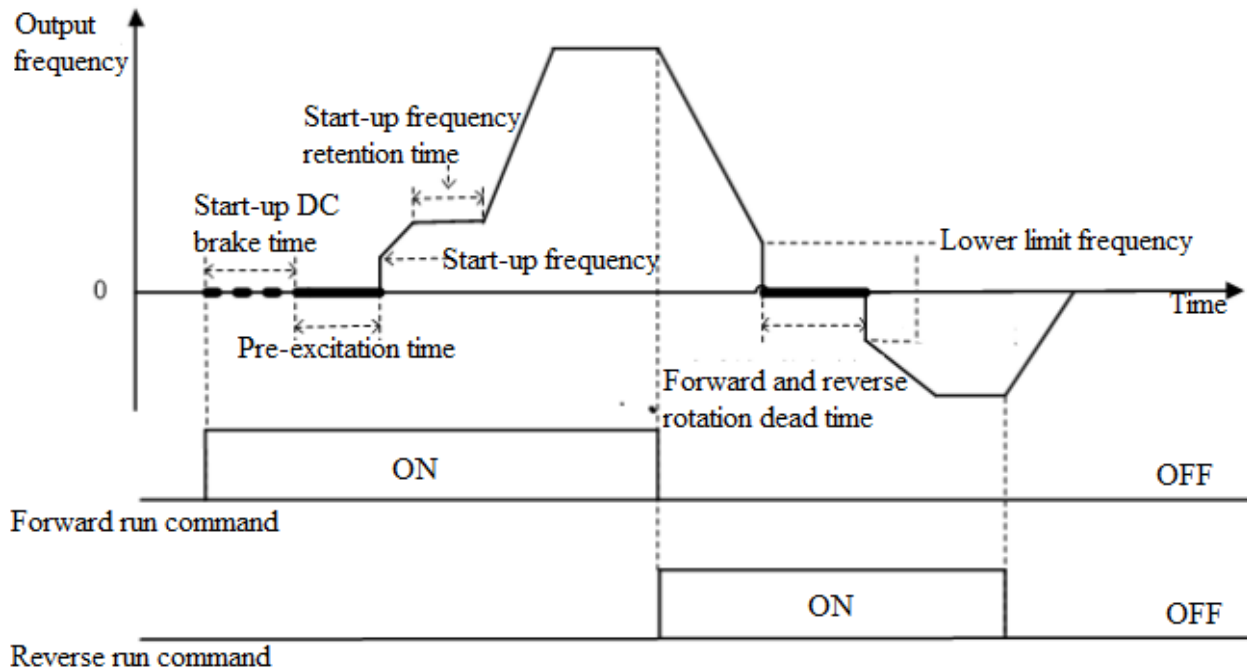 Output
frequency
Start-up frequency
retention time
Start-up DC
brake time
Start-up frequency
Lower limit frequency
0
Time
Pre-excitation time
Forward and reverse
rotation dead time
ON
OFF
Forward run command
ON
OFF
Reverse run command